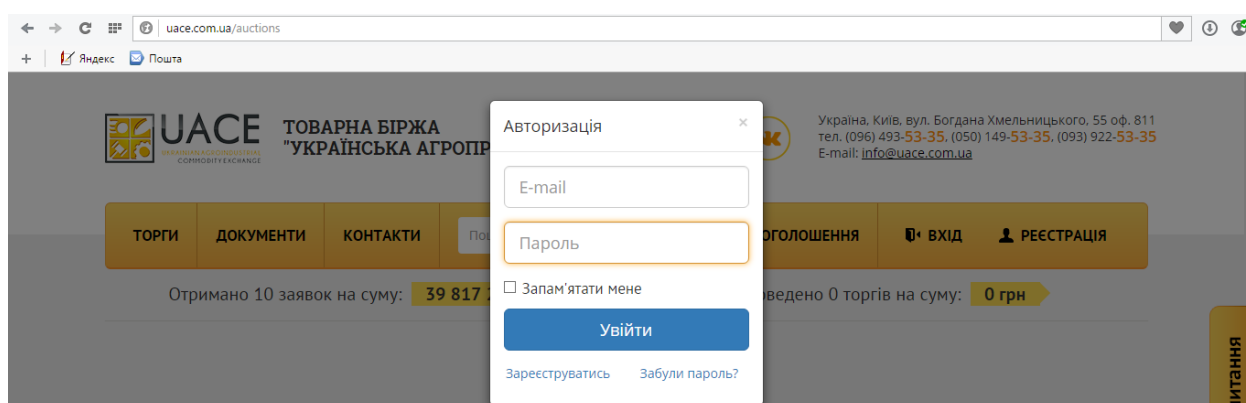 uace.com.ua/auctions
Яндекс Пошта
UACE
COMMODITY EXCHANGE
ТОВАРНА БІРЖА
"УКРАЇНСЬКА АГРОПР
Авторизація ×
Україна, Київ, вул. Богдана Хмельницького, 55 оф. 811
тел. (096) 493-53-35, (050) 149-53-35, (093) 922-53-35
E-mail: info@uace.com.ua
E-mail
Пароль
ТОРГИ ДОКУМЕНТИ КОНТАКТИ Пош ОГОЛОШЕННЯ ВХІД РЕЄСТРАЦІЯ
Запам'ятати мене
Отримано 10 заявок на суму: 39 817 ведено 0 торгів на суму: 0 грн
Увійти
Зареєструватись Забули пароль?
питання